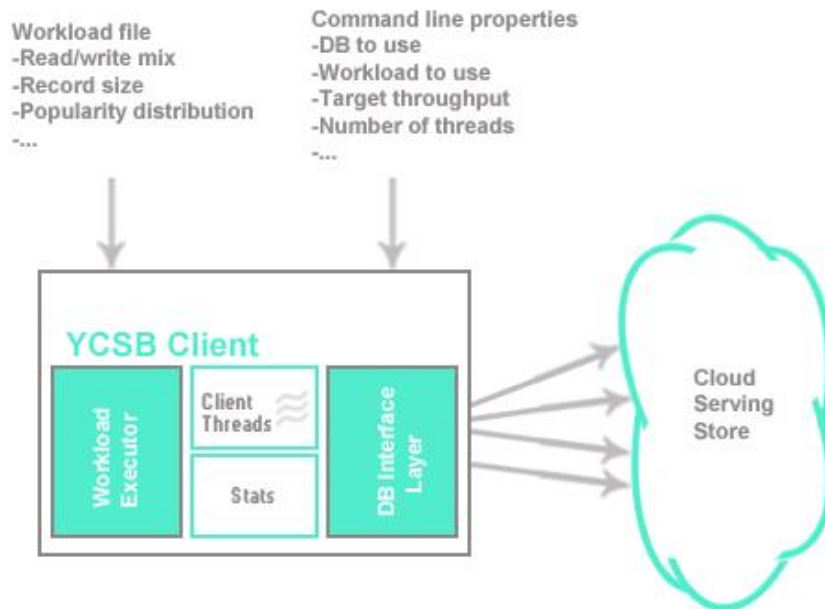 Workload file
-Read/write mix
-Record size
-Popularity distribution
-...
Command line properties
-DB to use
-Workload to use
-Target throughput
-Number of threads
-...
YCSB Client
Workload
Executor
Client
Threads
Stats
DB Interface
Layer
Cloud
Serving
Store